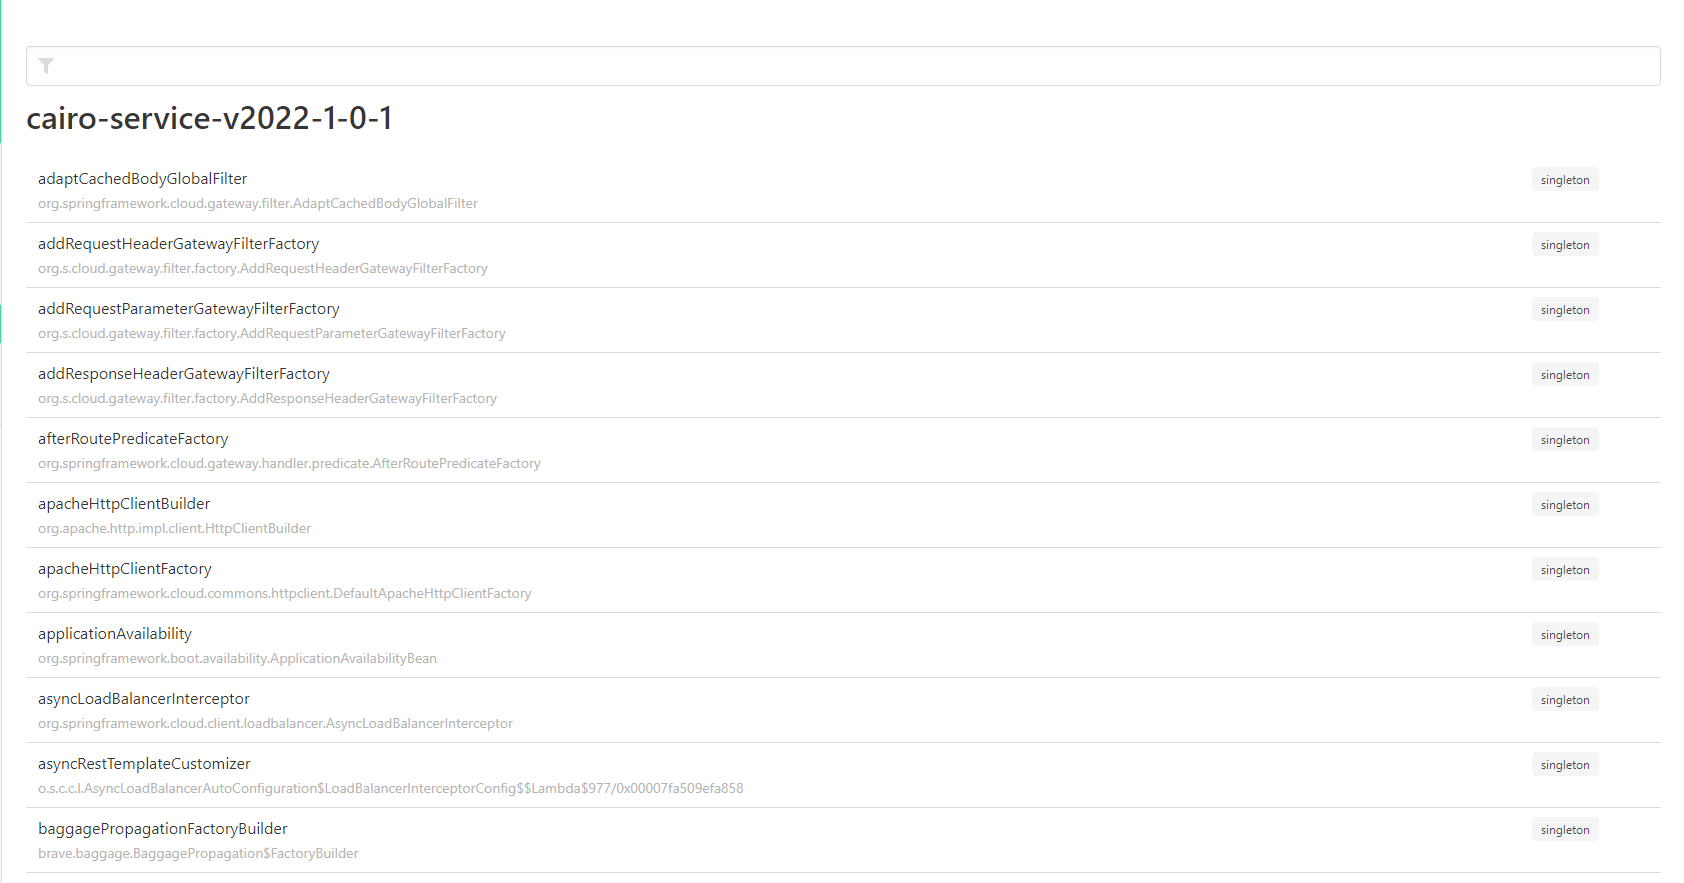 cairo-service-v2022-1-0-1
adaptCachedBodyGlobalFilter singleton
org.springframework.cloud.gateway.filter.AdaptCachedBodyGlobalFilter
addRequestHeaderGatewayFilterFactory singleton
org.s.cloud.gateway.filter.factory.AddRequestHeaderGatewayFilterFactory
addRequestParameterGatewayFilterFactory singleton
org.s.cloud.gateway.filter.factory.AddRequestParameterGatewayFilterFactory
addResponseHeaderGatewayFilterFactory singleton
org.s.cloud.gateway.filter.factory.AddResponseHeaderGatewayFilterFactory
afterRoutePredicateFactory singleton
org.springframework.cloud.gateway.handler.predicate.AfterRoutePredicateFactory
apacheHttpClientBuilder singleton
org.apache.http.impl.client.HttpClientBuilder
apacheHttpClientFactory singleton
org.springframework.cloud.commons.httpclient.DefaultApacheHttpClientFactory
applicationAvailability singleton
org.springframework.boot.availability.ApplicationAvailabilityBean
asyncLoadBalancerInterceptor singleton
org.springframework.cloud.client.loadbalancer.AsyncLoadBalancerInterceptor
asyncRestTemplateCustomizer singleton
o.s.c.c.l.AsyncLoadBalancerAutoConfiguration$LoadBalancerInterceptorConfig$$Lambda$977/0x00007fa509efa858
baggagePropagationFactoryBuilder singleton
brave.baggage.BaggagePropagation$FactoryBuilder